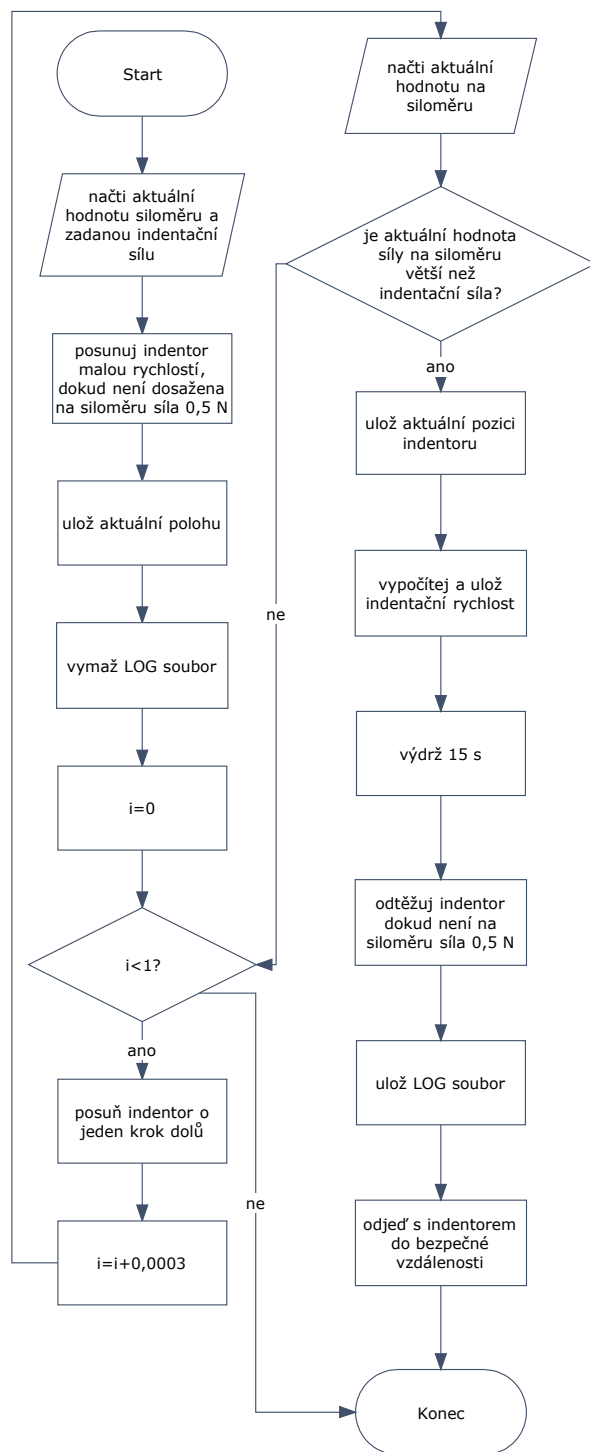 Start
načti aktuální
hodnotu siloměru a
zadanou indentační
sílu
posunuj indentor
malou rychlostí,
dokud není dosažena
na siloměru síla 0,5 N
ulož aktuální polohu
vymaž LOG soubor
i=0
i<1?
ano
posuň indentor o
jeden krok dolů
i=i+0,0003
ne
ne
načti aktuální
hodnotu na
siloměru
je aktuální hodnota
síly na siloměru
větší než
indentační síla?
ano
ulož aktuální pozici
indentoru
vypočítej a ulož
indentační rychlost
výdrž 15 s
odtěžuj indentor
dokud není na
siloměru síla 0,5 N
ulož LOG soubor
odjeď s indentorem
do bezpečné
vzdálenosti
Konec